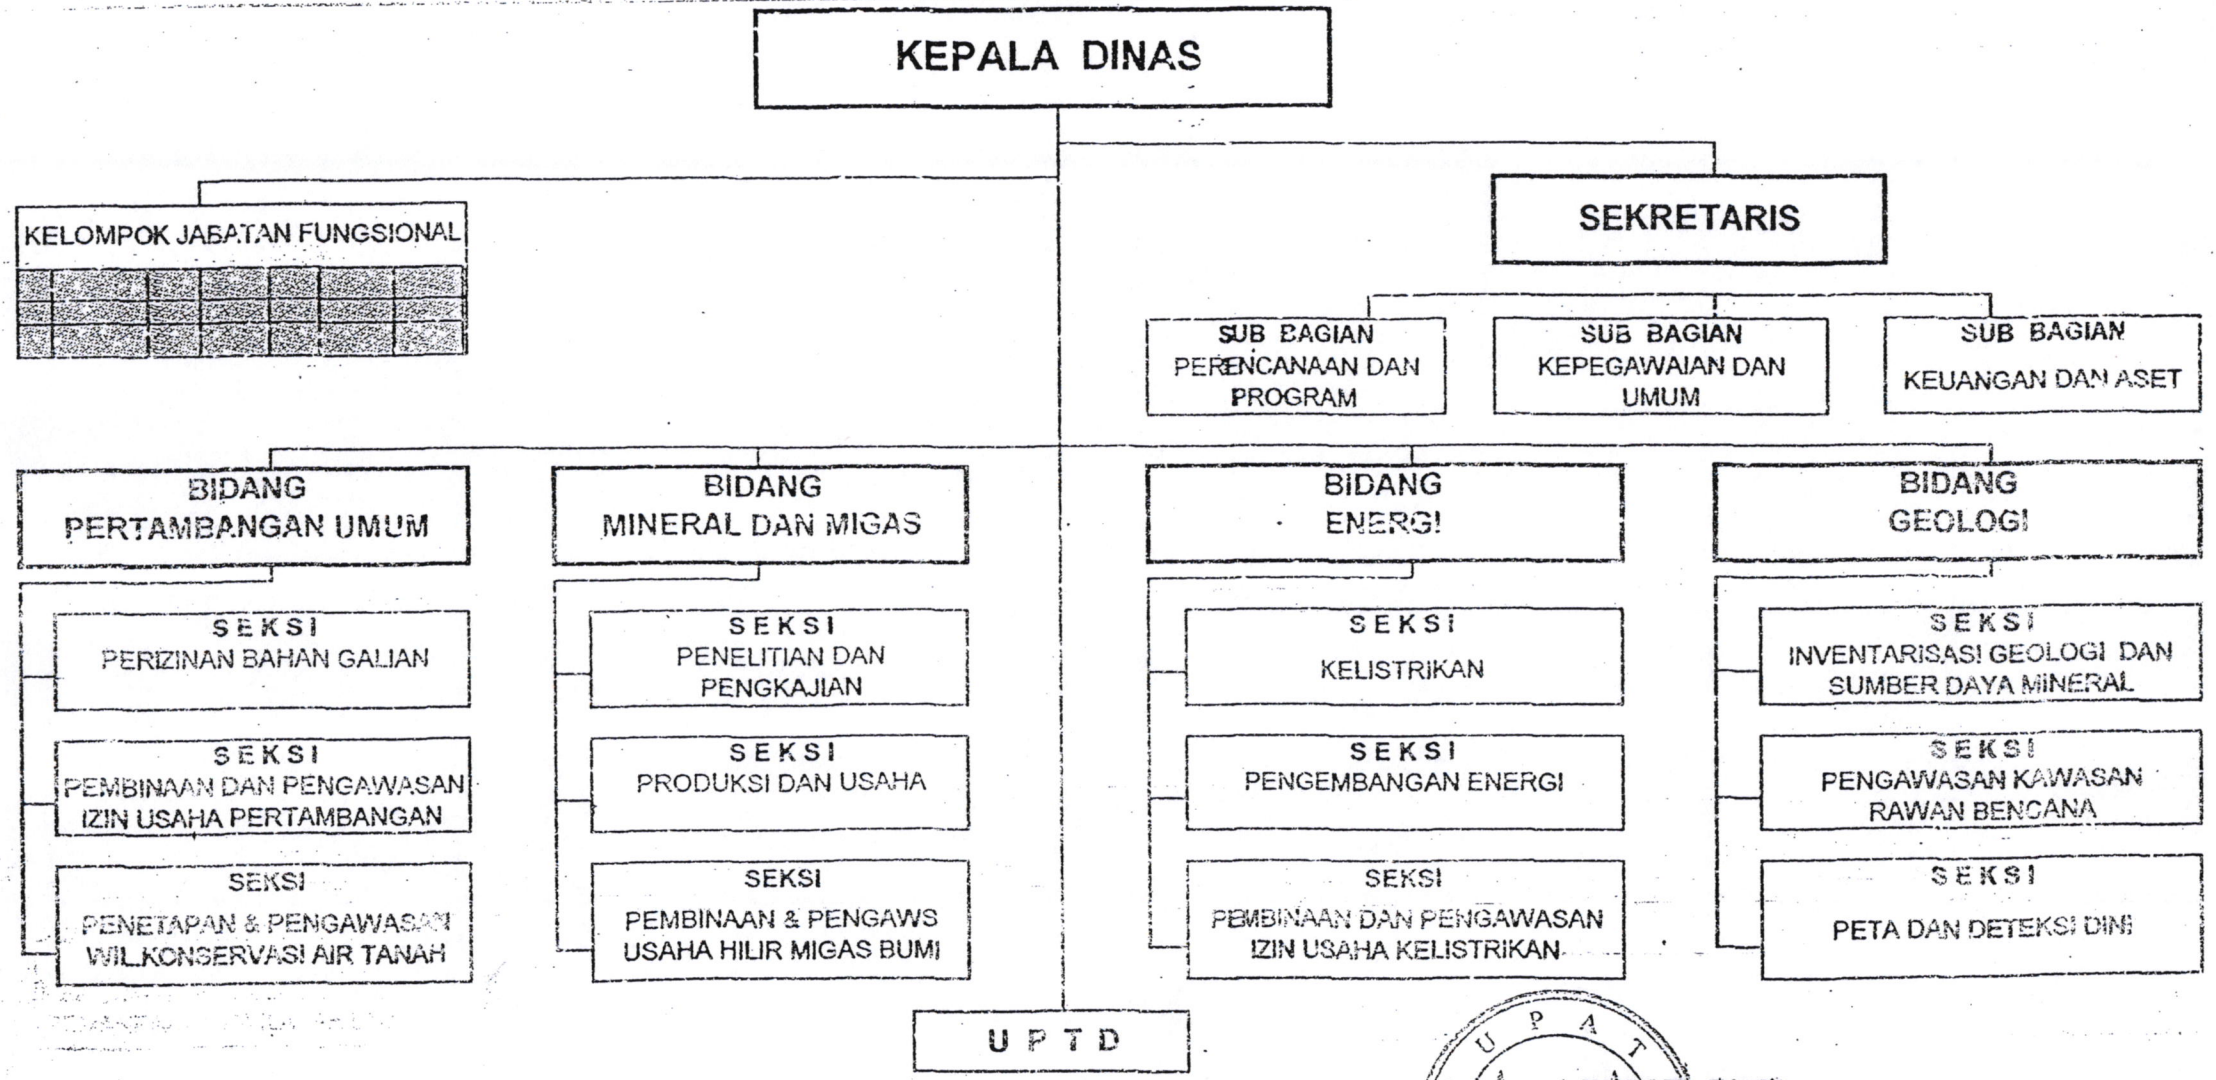 KEPALA DINAS
SEKRETARIS
KELOMPOK JABATAN FUNGSIONAL
SUB BAGIAN
PERENCANAAN DAN
PROGRAM
SUB BAGIAN
KEPEGAWAIAN DAN
UMUM
SUB BAGIAN
KEUANGAN DAN ASET
BIDANG
PERTAMBANGAN UMUM
BIDANG
MINERAL DAN MIGAS
BIDANG
ENERGI
BIDANG
GEOLOGI
SEKSI
PERIZINAN BAHAN GALIAN
SEKSI
PEMBINAAN DAN PENGAWASAN
IZIN USAHA PERTAMBANGAN
SEKSI
PENETAPAN & PENGAWASAN
WIL.KONSERVASI AIR TANAH
SEKSI
PENELITIAN DAN
PENGKAJIAN
SEKSI
PRODUKSI DAN USAHA
SEKSI
PEMBINAAN & PENGAWS
USAHA HILIR MIGAS BUMI
SEKSI
KELISTRIKAN
SEKSI
PENGEMBANGAN ENERGI
SEKSI
PEMBINAAN DAN PENGAWASAN
IZIN USAHA KELISTRIKAN
SEKSI
INVENTARISASI GEOLOGI DAN
SUMBER DAYA MINERAL
SEKSI
PENGAWASAN KAWASAN
RAWAN BENCANA
SEKSI
PETA DAN DETEKSI DINI
UPTD
UPAT